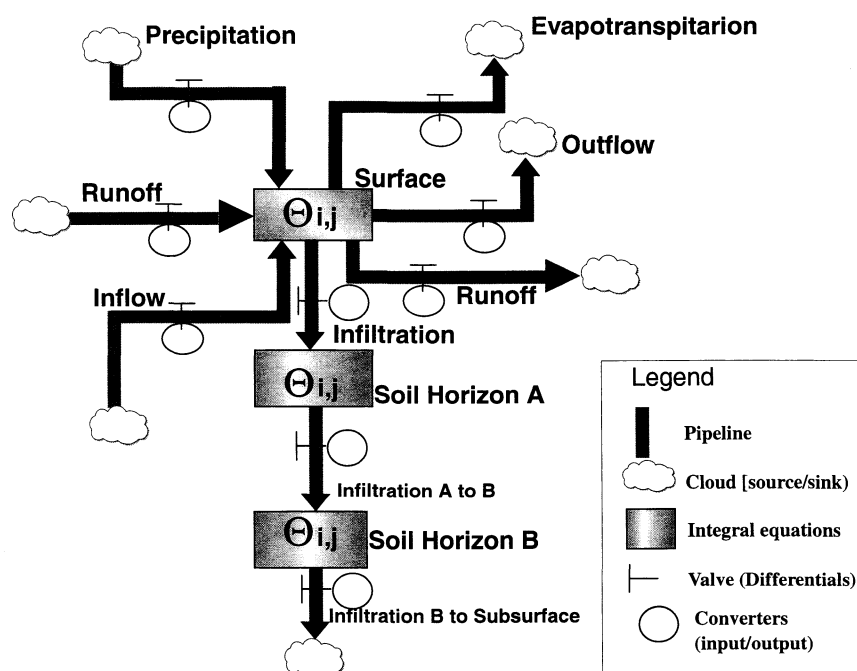 Precipitation
Evapotranspitarion
Outflow
Surface
Runoff
Θi,j
Inflow
Runoff
Infiltration
Θi,j
Soil Horizon A
Infiltration A to B
Θi,j
Soil Horizon B
Infiltration B to Subsurface
Legend
Pipeline
Cloud [source/sink)
Integral equations
Valve (Differentials)
Converters
(input/output)